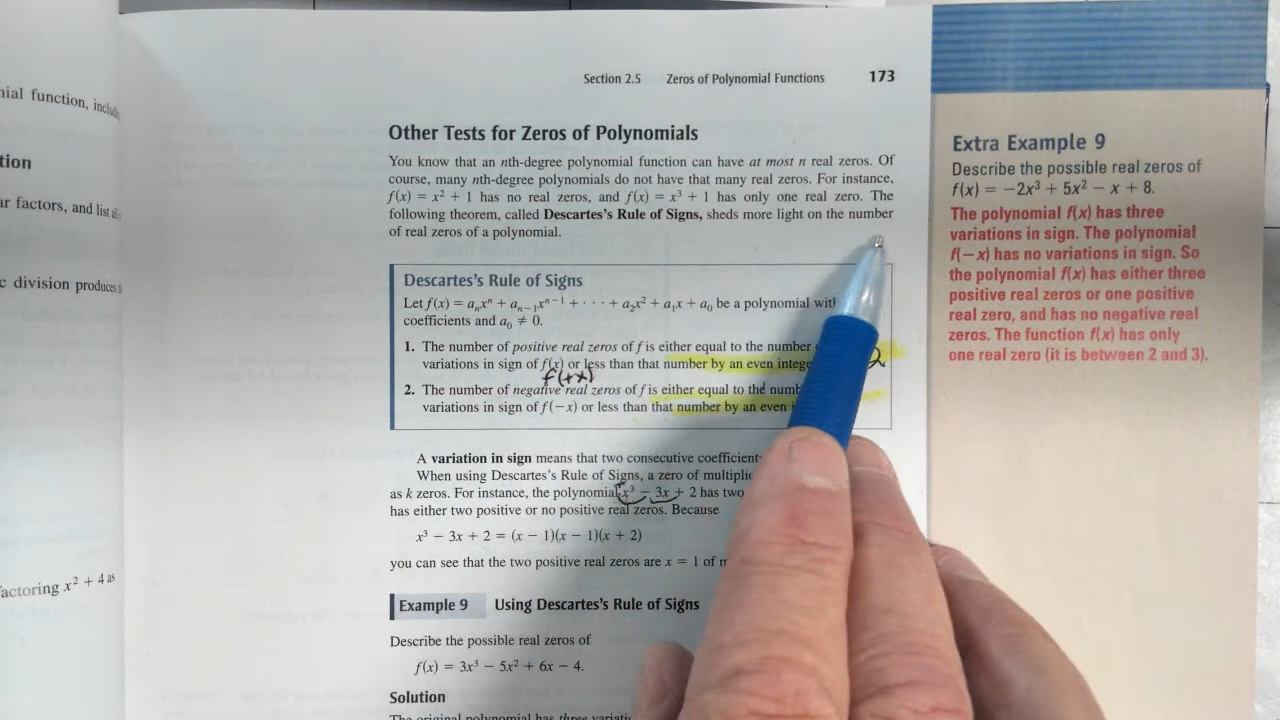 nial function,
tion
ar factors, and list
c division produces
actoring x² + 4 as
Section 2.5 Zeros of Polynomial Functions 173
Other Tests for Zeros of Polynomials
You know that an nth-degree polynomial function can have at most n real zeros. Of
course, many nth-degree polynomials do not have that many real zeros. For instance,
f(x) = x² + 1 has no real zeros, and f(x) = x³ + 1 has only one real zero. The
following theorem, called Descartes's Rule of Signs, sheds more light on the number
of real zeros of a polynomial.
Descartes's Rule of Signs
Let f(x) = aₙxⁿ + aₙ₋₁xⁿ⁻¹ + · · · + a₂x² + a₁x + a₀ be a polynomial with
coefficients and a₀ ≠ 0.
1. The number of positive real zeros of f is either equal to the number
variations in sign of f(x) or less than that number by an even intege 2
f(+x)
2. The number of negative real zeros of f is either equal to the numb
variations in sign of f(−x) or less than that number by an even
A variation in sign means that two consecutive coefficient
When using Descartes's Rule of Signs, a zero of multiplic
as k zeros. For instance, the polynomial x³ − 3x + 2 has two
has either two positive or no positive real zeros. Because
x³ − 3x + 2 = (x − 1)(x − 1)(x + 2)
you can see that the two positive real zeros are x = 1 of m
Example 9 Using Descartes's Rule of Signs
Describe the possible real zeros of
f(x) = 3x³ − 5x² + 6x − 4.
Solution
The original polynomial has three variati
Extra Example 9
Describe the possible real zeros of
f(x) = −2x³ + 5x² − x + 8.
The polynomial f(x) has three
variations in sign. The polynomial
f(−x) has no variations in sign. So
the polynomial f(x) has either three
positive real zeros or one positive
real zero, and has no negative real
zeros. The function f(x) has only
one real zero (it is between 2 and 3).